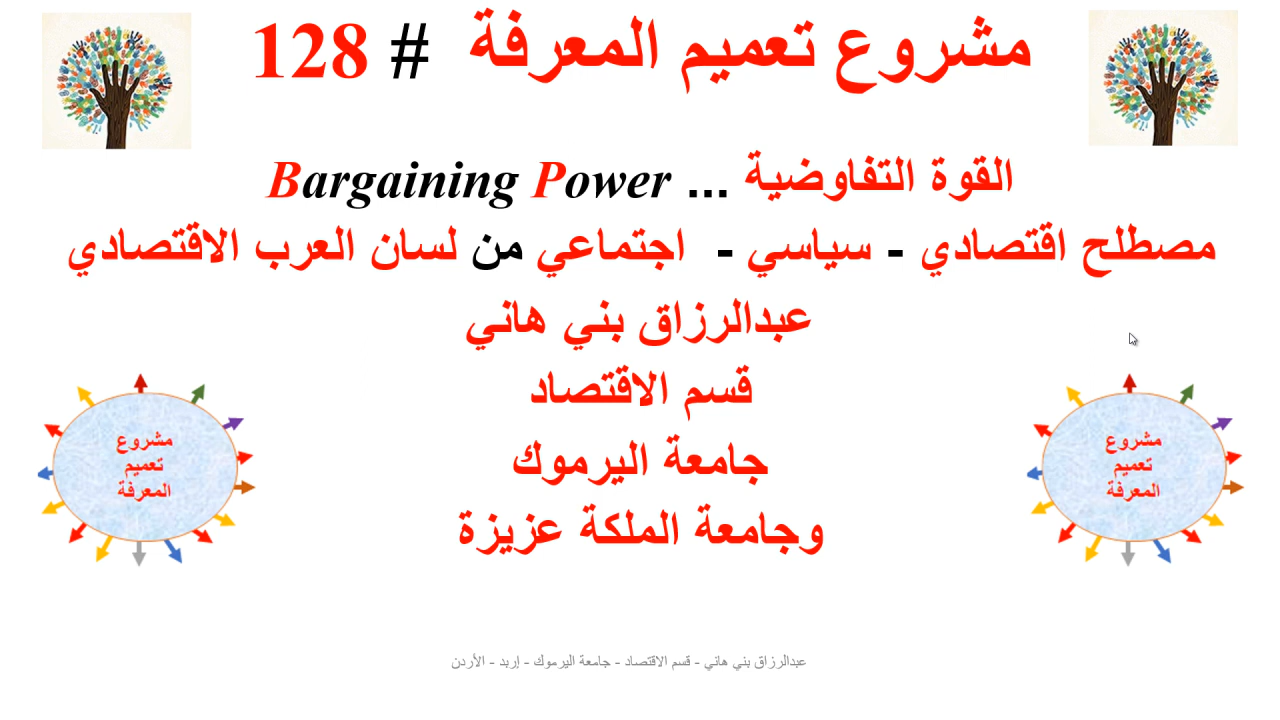 مشروع تعميم المعرفة # 128
القوة التفاوضية ... Bargaining Power
مصطلح اقتصادي - سياسي - اجتماعي من لسان العرب الاقتصادي
عبدالرزاق بني هاني
قسم الاقتصاد
جامعة اليرموك
وجامعة الملكة عزيزة
مشروع
تعميم
المعرفة
مشروع
تعميم
المعرفة
عبدالرزاق بني هاني - قسم الاقتصاد - جامعة اليرموك - إربد - الأردن